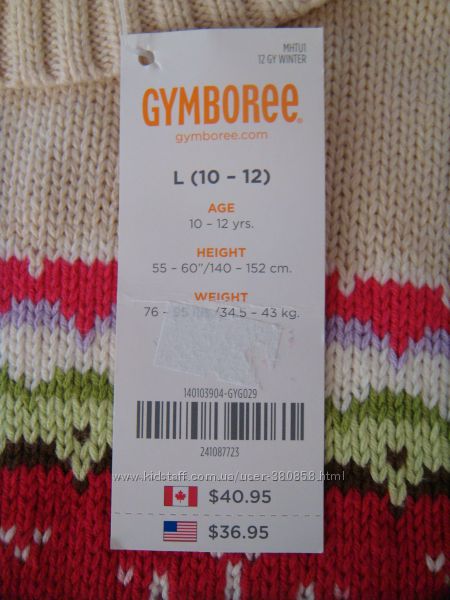 MHTU1
12 GY WINTER
GYMBOREE
gymboree.com
L (10 – 12)
AGE
10 – 12 yrs.
HEIGHT
55 – 60"/140 – 152 cm.
WEIGHT
76 – /34.5 – 43 kg.
140103904-GYG029
241087723
www.kidstaff.com.ua/user-380858.html
$40.95
$36.95